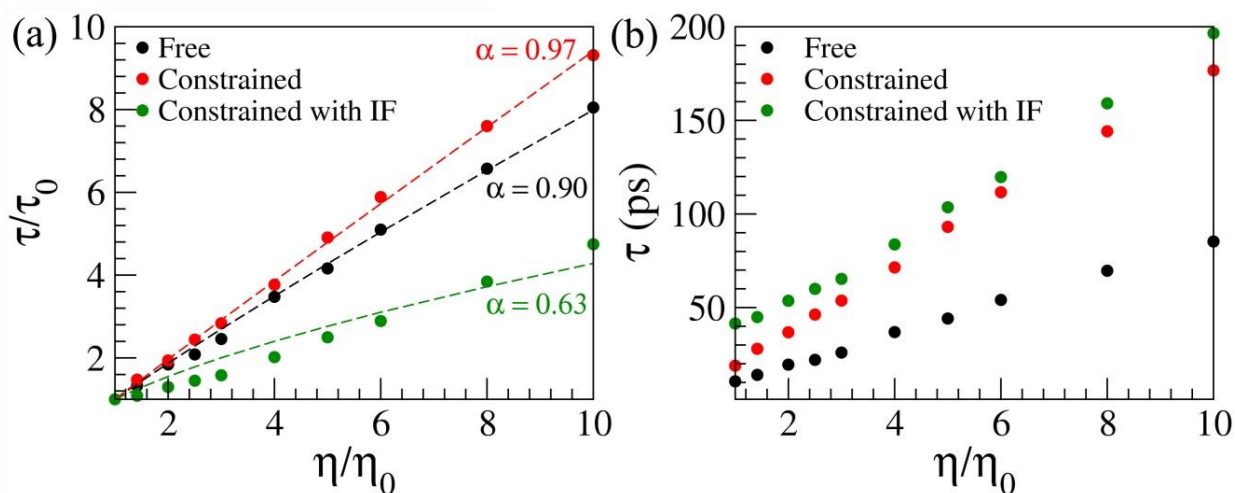 (a)
10
8
6
4
2
τ/τ₀
Free
Constrained
Constrained with IF
α = 0.97
α = 0.90
α = 0.63
2 4 6 8 10
η/η₀
(b)
200
150
100
50
τ (ps)
Free
Constrained
Constrained with IF
2 4 6 8 10
η/η₀